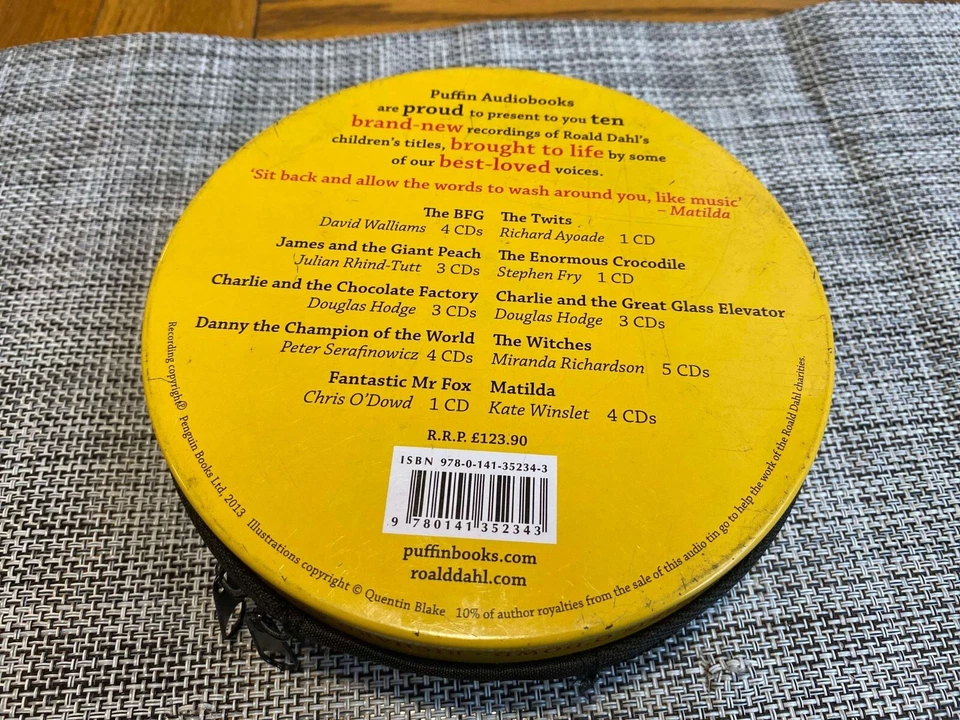 Puffin Audiobooks
are proud to present to you ten
brand-new recordings of Roald Dahl's
children's titles, brought to life by some
of our best-loved voices.
'Sit back and allow the words to wash around you, like music'
– Matilda
The BFG
David Walliams 4 CDs
The Twits
Richard Ayoade 1 CD
James and the Giant Peach
Julian Rhind-Tutt 3 CDs
The Enormous Crocodile
Stephen Fry 1 CD
Charlie and the Chocolate Factory
Douglas Hodge 3 CDs
Charlie and the Great Glass Elevator
Douglas Hodge 3 CDs
Danny the Champion of the World
Peter Serafinowicz 4 CDs
The Witches
Miranda Richardson 5 CDs
Fantastic Mr Fox
Chris O'Dowd 1 CD
Matilda
Kate Winslet 4 CDs
R.R.P. £123.90
ISBN 978-0-141-35234-3
9 780141 352343
puffinbooks.com
roalddahl.com
Recording copyright © Penguin Books Ltd, 2013 Illustrations copyright © Quentin Blake 10% of author royalties from the sale of this audio tin go to help the work of the Roald Dahl charities.